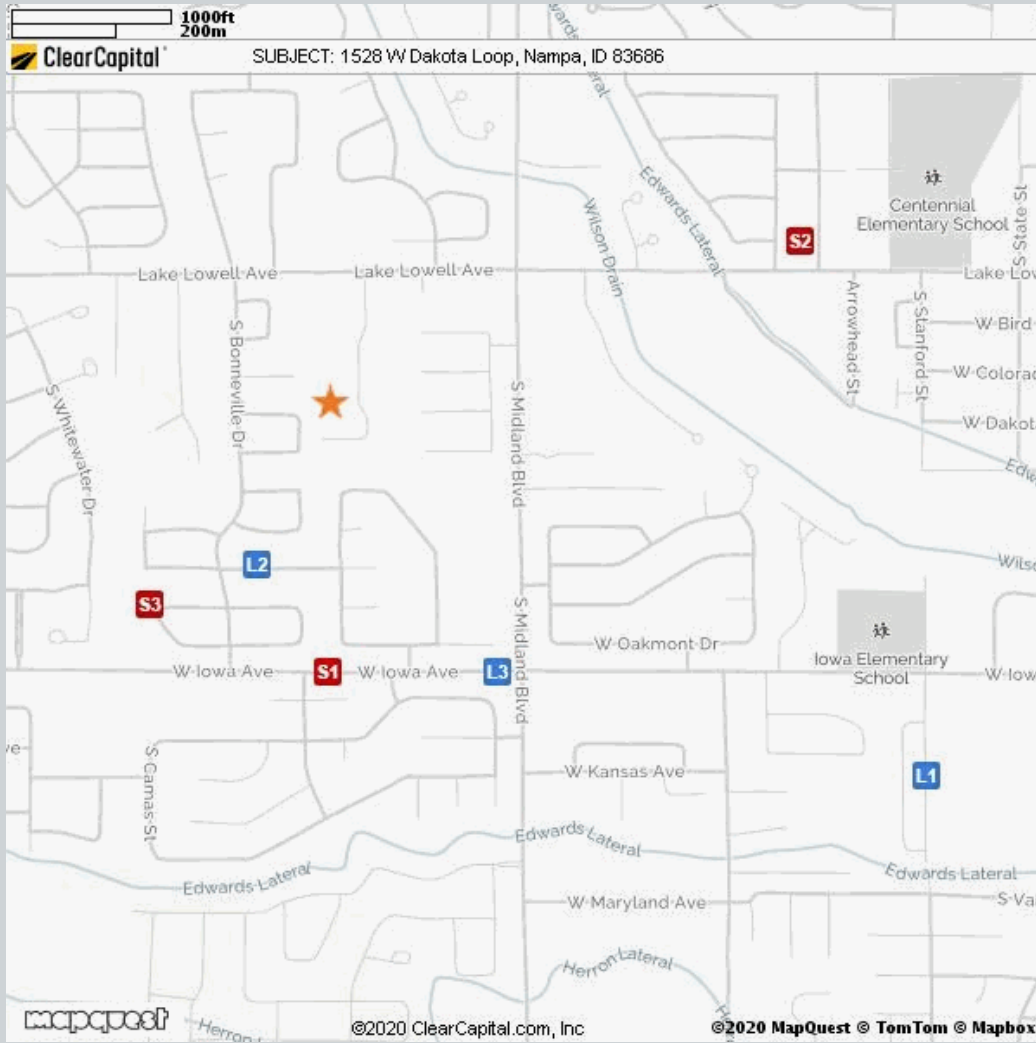 1000ft
200m
ClearCapital
SUBJECT: 1528 W Dakota Loop, Nampa, ID 83686
Edwards Lateral
Wilson Drain
Centennial
Elementary School
S State St
S2
Lake Lowell Ave
Lake Lowell Ave
Lake Lov
S Bonneville Dr
S Whitewater Dr
S Midland Blvd
Arrowhead St
S Stanford St
W Bird
W Colorad
W Dakot
Edw
L2
S3
S Midland Blvd
Wilso
W Oakmont Dr
Iowa Elementary
School
W Iowa Ave
S1
W Iowa Ave
L3
W Iow
S Camas St
ve
W Kansas Ave
L1
Edwards Lateral
Edwards Lateral
Edwards Lateral
W Maryland Ave
S Va
Herron Lateral
mapquest
Herron L
©2020 ClearCapital.com, Inc
©2020 MapQuest © TomTom © Mapbox